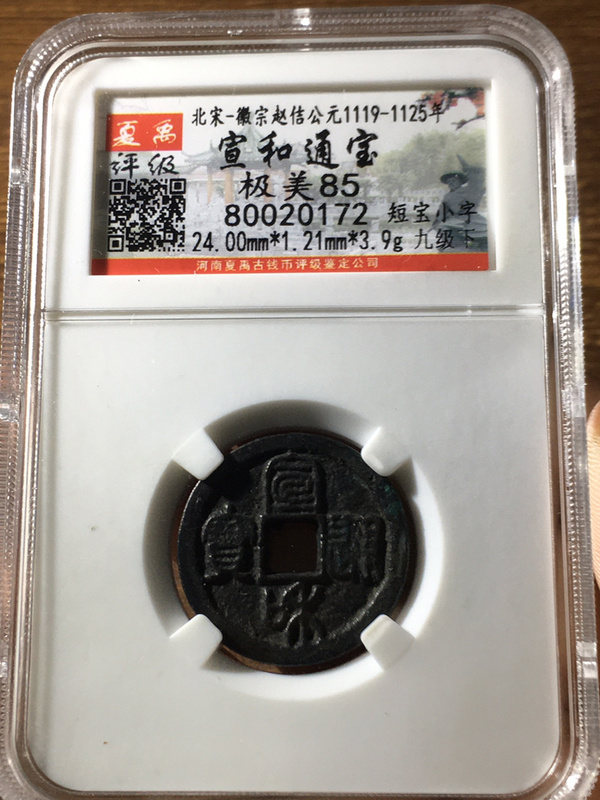 夏禹
评级
北宋-徽宗赵佶公元1119-1125年
宣和通宝
极美85
80020172 短宝小字
24.00mm*1.21mm*3.9g 九级下
河南夏禹古钱币评级鉴定公司
宣和通寳